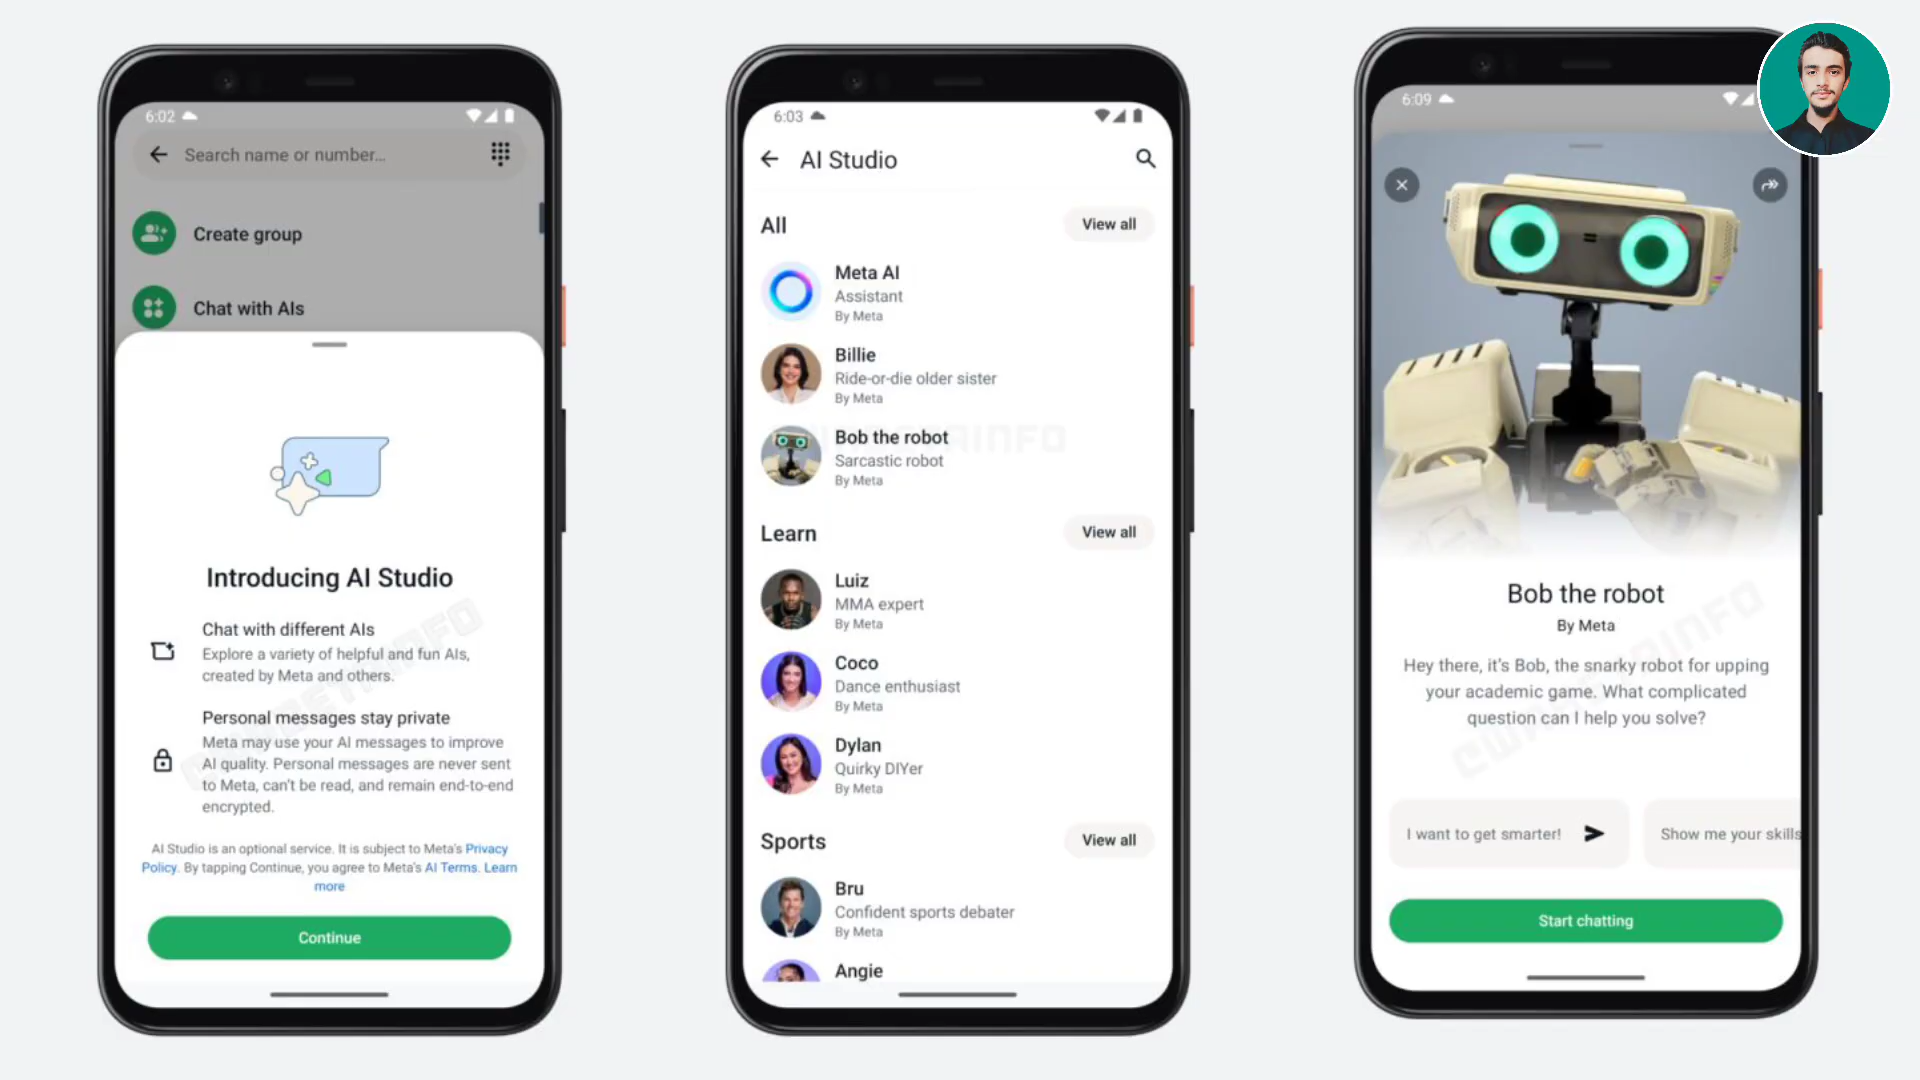 6:02
Search name or number...
Create group
Chat with AIs
Introducing AI Studio
Chat with different AIs
Explore a variety of helpful and fun AIs,
created by Meta and others.
Personal messages stay private
Meta may use your AI messages to improve
AI quality. Personal messages are never sent
to Meta, can't be read, and remain end-to-end
encrypted.
AI Studio is an optional service. It is subject to Meta's Privacy
Policy. By tapping Continue, you agree to Meta's AI Terms. Learn
more
Continue
6:03
AI Studio
All
View all
Meta AI
Assistant
By Meta
Billie
Ride-or-die older sister
By Meta
Bob the robot
Sarcastic robot
By Meta
Learn
View all
Luiz
MMA expert
By Meta
Coco
Dance enthusiast
By Meta
Dylan
Quirky DIYer
By Meta
Sports
View all
Bru
Confident sports debater
By Meta
Angie
6:09
Bob the robot
By Meta
Hey there, it's Bob, the snarky robot for upping
your academic game. What complicated
question can I help you solve?
I want to get smarter!
Show me your skills
Start chatting